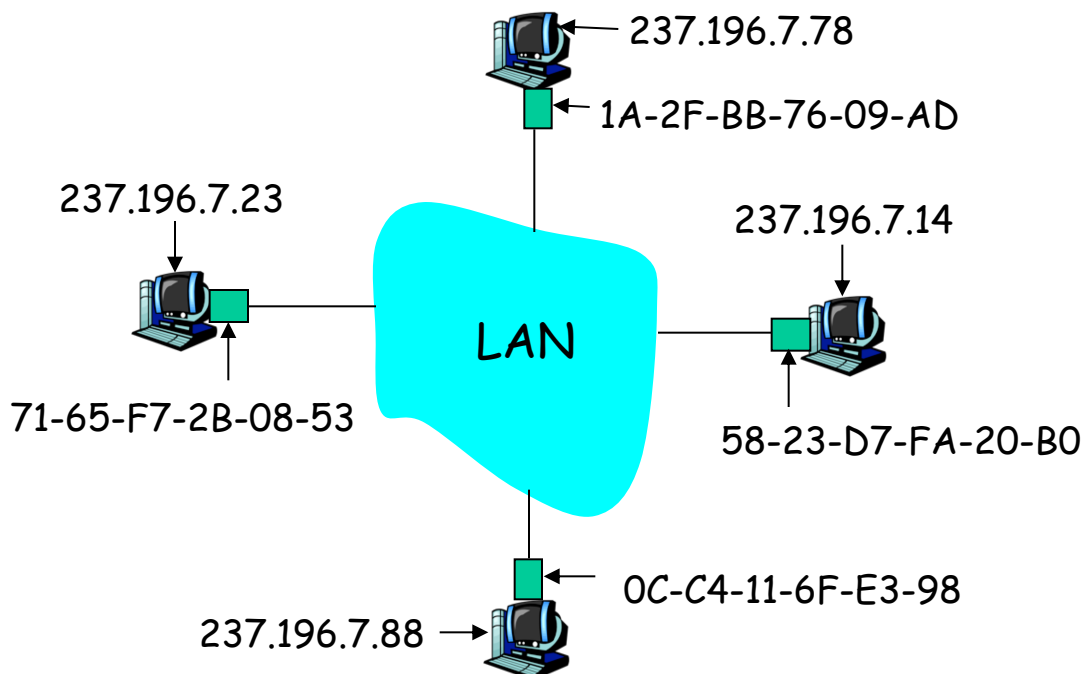 237.196.7.78
1A-2F-BB-76-09-AD
237.196.7.23
237.196.7.14
LAN
71-65-F7-2B-08-53
58-23-D7-FA-20-B0
0C-C4-11-6F-E3-98
237.196.7.88